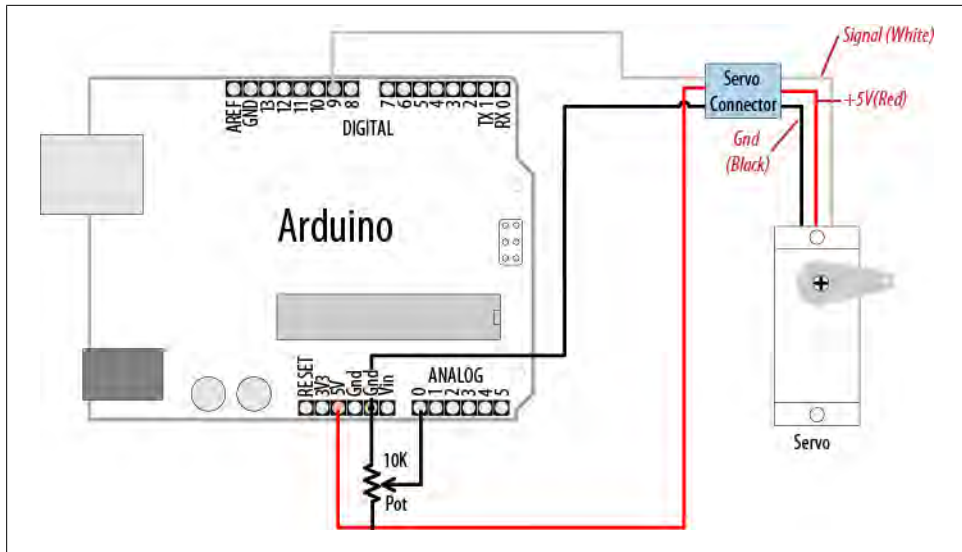 Signal (White)
Servo
Connector
+5V(Red)
Gnd
(Black)
AREF
GND
13
12
11
10
9
8
7
6
5
4
3
2
TX 1
RX 0
DIGITAL
Arduino
RESET
3V3
5V
Gnd
Gnd
Vin
ANALOG
0
1
2
3
4
5
10K
Pot
Servo